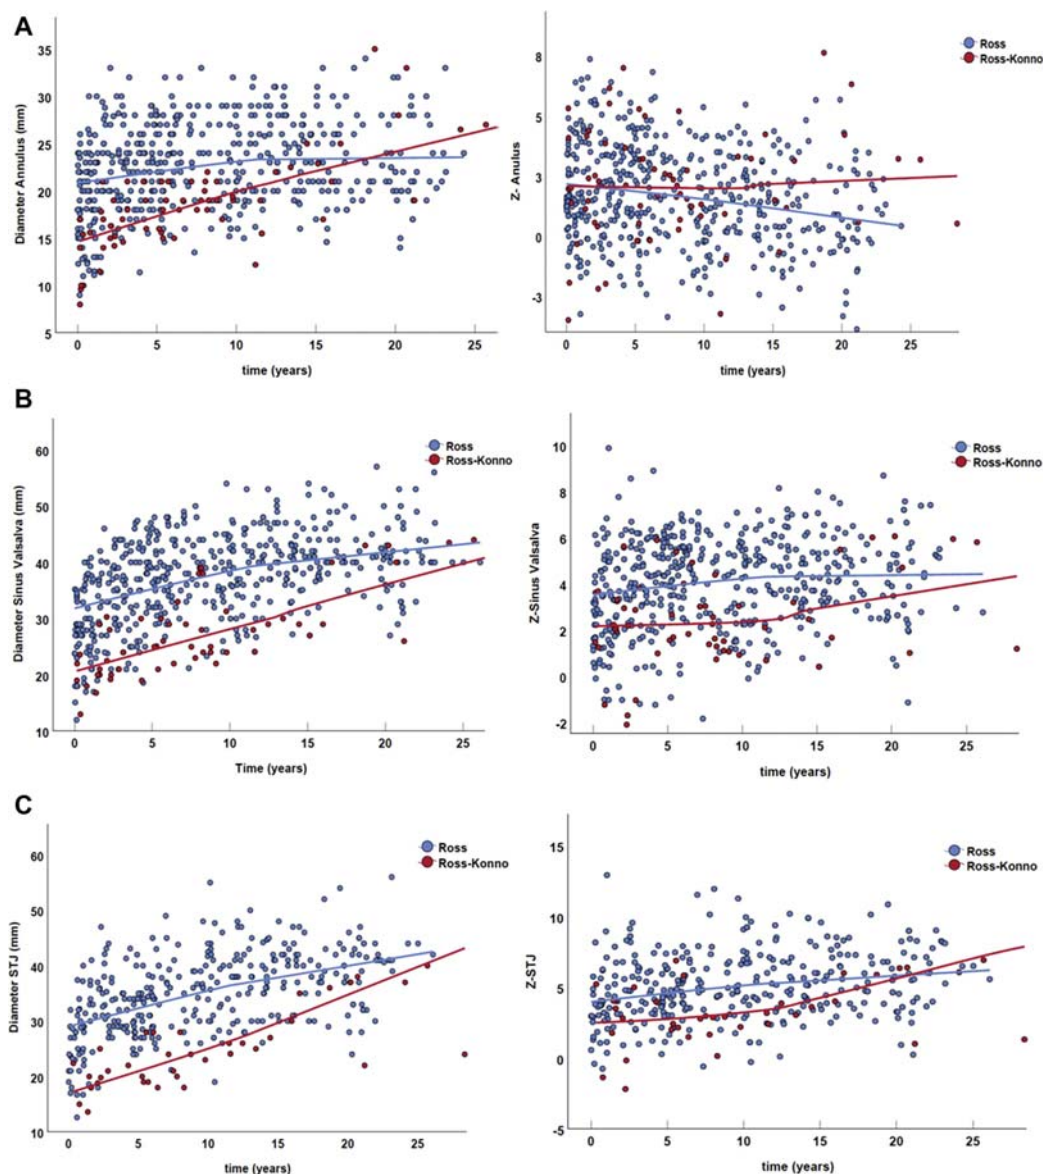 A
Diameter Anulus (mm)
35
30
25
20
15
10
5
0 5 10 15 20 25
time (years)
Z- Anulus
8
5
3
0
-3
0 5 10 15 20 25
time (years)
Ross
Ross-Konno
B
Diameter Sinus Valsalva (mm)
60
50
40
30
20
10
0 5 10 15 20 25
Time (years)
Ross
Ross-Konno
Z-Sinus Valsalva
10
8
6
4
2
0
-2
0 5 10 15 20 25
time (years)
Ross
Ross-Konno
C
Diameter STJ (mm)
60
50
40
30
20
10
0 5 10 15 20 25
time (years)
Ross
Ross-Konno
Z-STJ
15
10
5
0
-5
0 5 10 15 20 25
time (years)
Ross
Ross-Konno